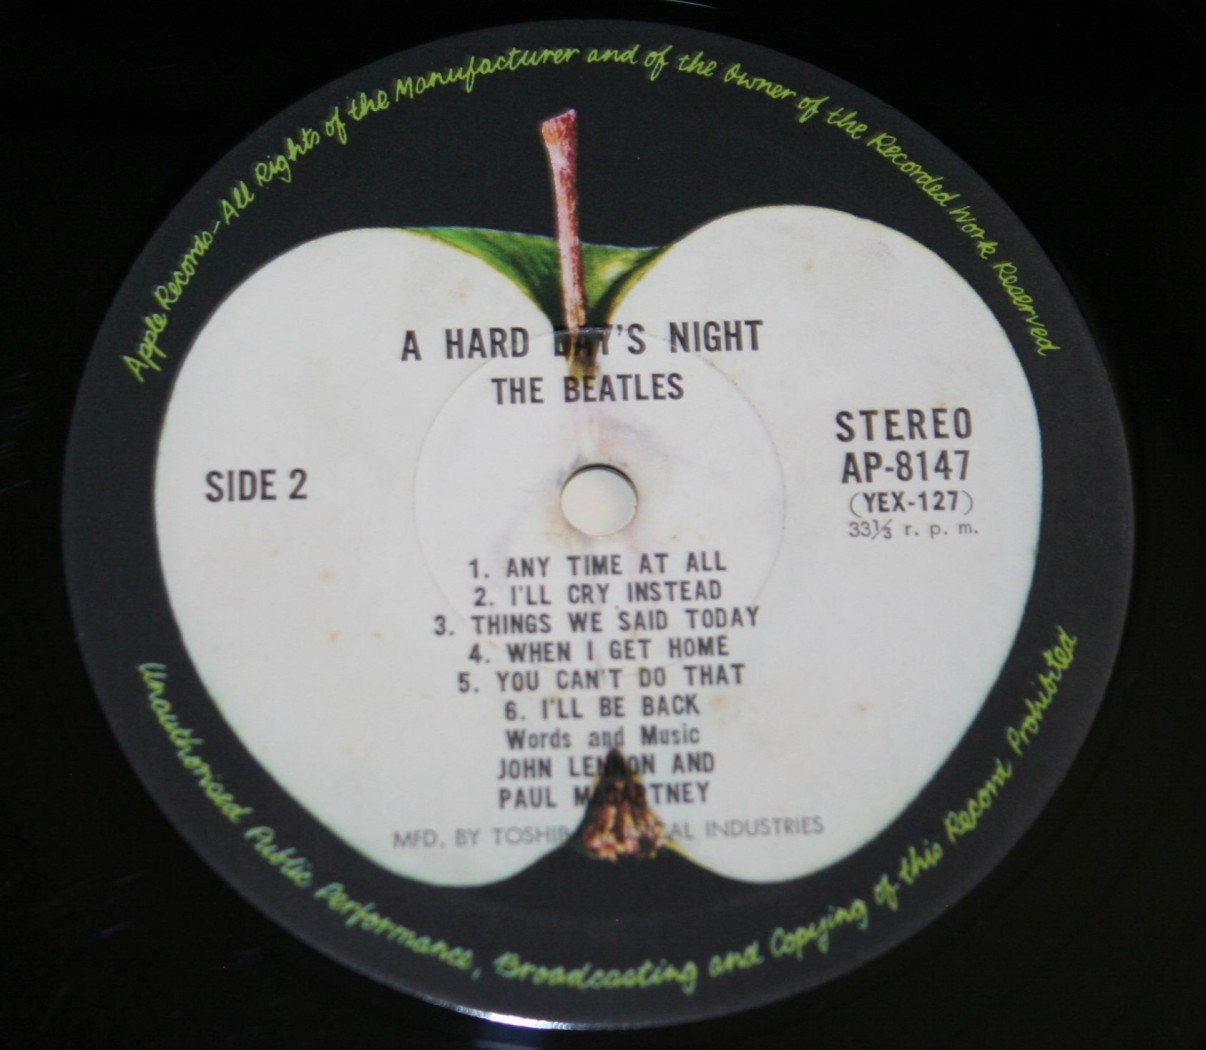 Apple Records-All Rights of the Manufacturer and of the Owner of the Recorded Work Reserved
A HARD DAY'S NIGHT
THE BEATLES
SIDE 2
STEREO
AP-8147
(YEX-127)
33⅓ r. p. m.
1. ANY TIME AT ALL
2. I'LL CRY INSTEAD
3. THINGS WE SAID TODAY
4. WHEN I GET HOME
5. YOU CAN'T DO THAT
6. I'LL BE BACK
Words and Music
JOHN LENNON AND
PAUL McCARTNEY
MFD. BY TOSHIBA MUSICAL INDUSTRIES
Unauthorised Public Performance, Broadcasting and Copying of this Record Prohibited